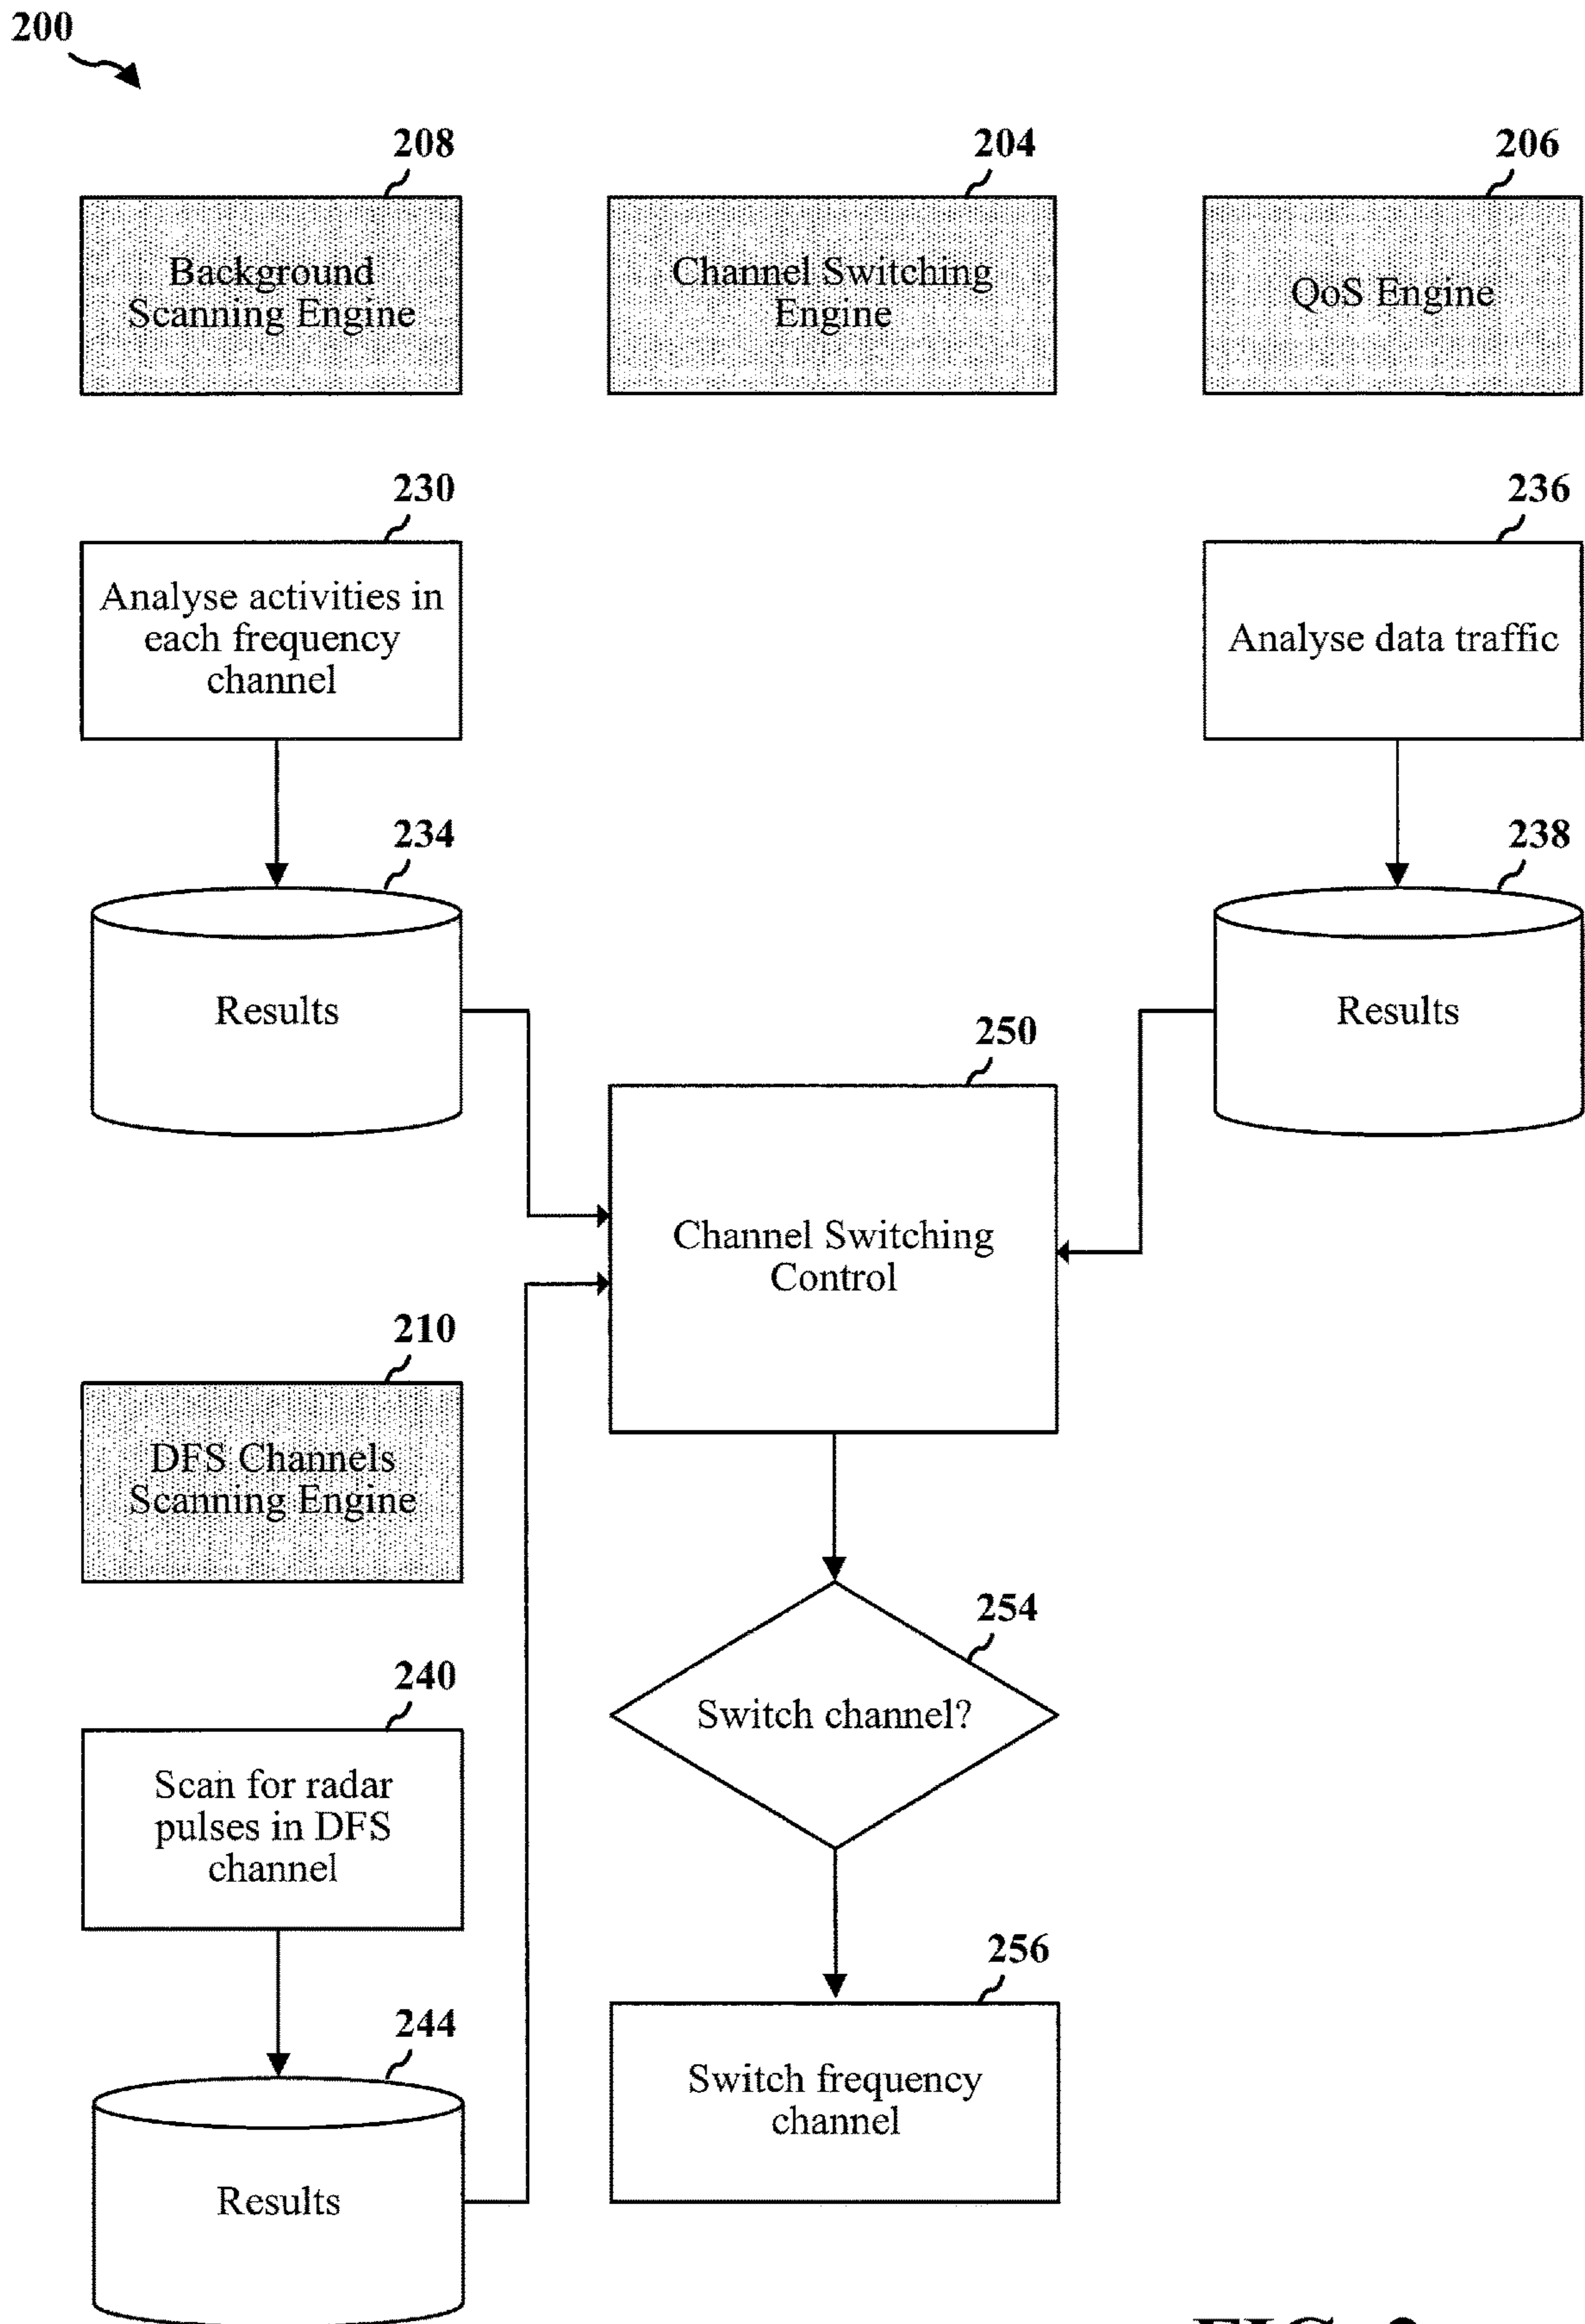 200
208
204
206
Background
Scanning Engine
Channel Switching
Engine
QoS Engine
230
236
Analyse activities in
each frequency
channel
Analyse data traffic
234
238
Results
Results
250
Channel Switching
Control
210
DFS Channels
Scanning Engine
254
Switch channel?
240
Scan for radar
pulses in DFS
channel
256
Switch frequency
channel
244
Results